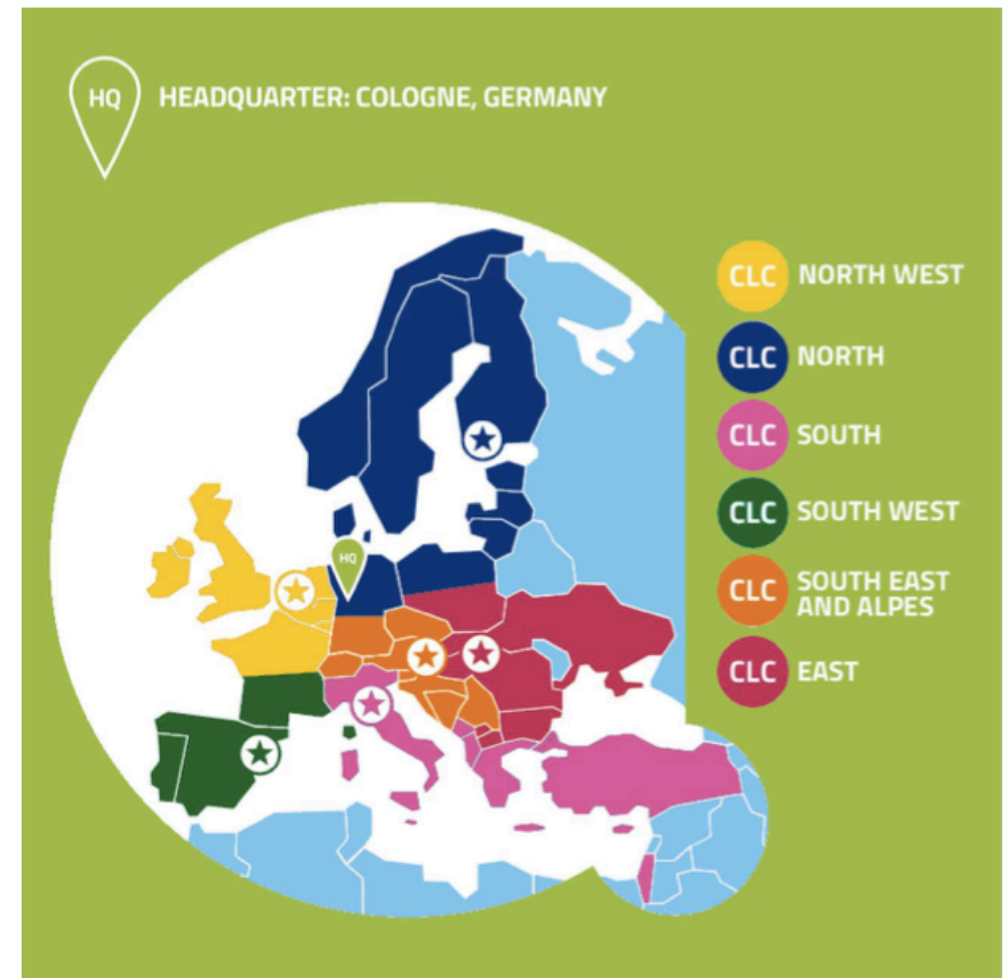 HQ
HEADQUARTER: COLOGNE, GERMANY
CLC NORTH WEST
CLC NORTH
CLC SOUTH
CLC SOUTH WEST
CLC SOUTH EAST
AND ALPES
CLC EAST
HQ